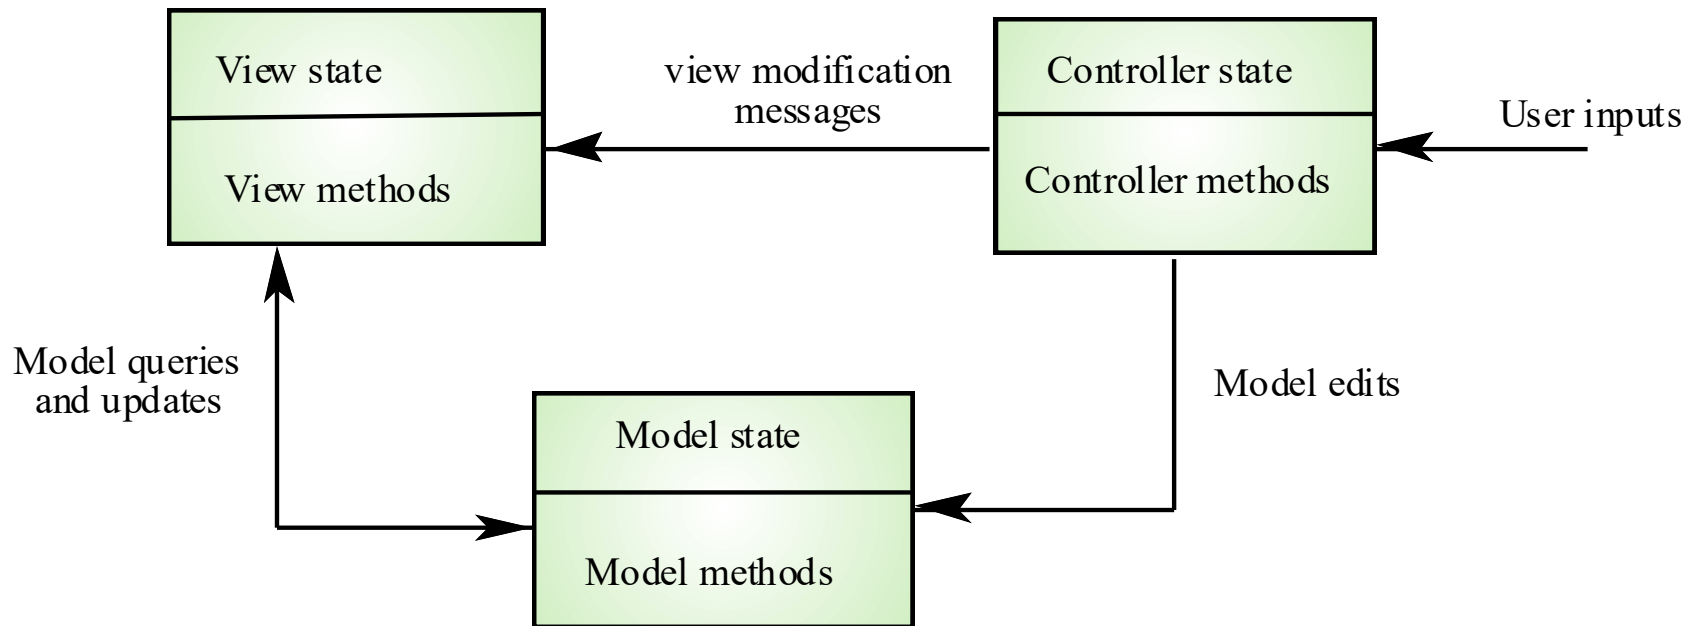 View state
view modification
messages
Controller state
User inputs
View methods
Controller methods
Model queries
and updates
Model edits
Model state
Model methods